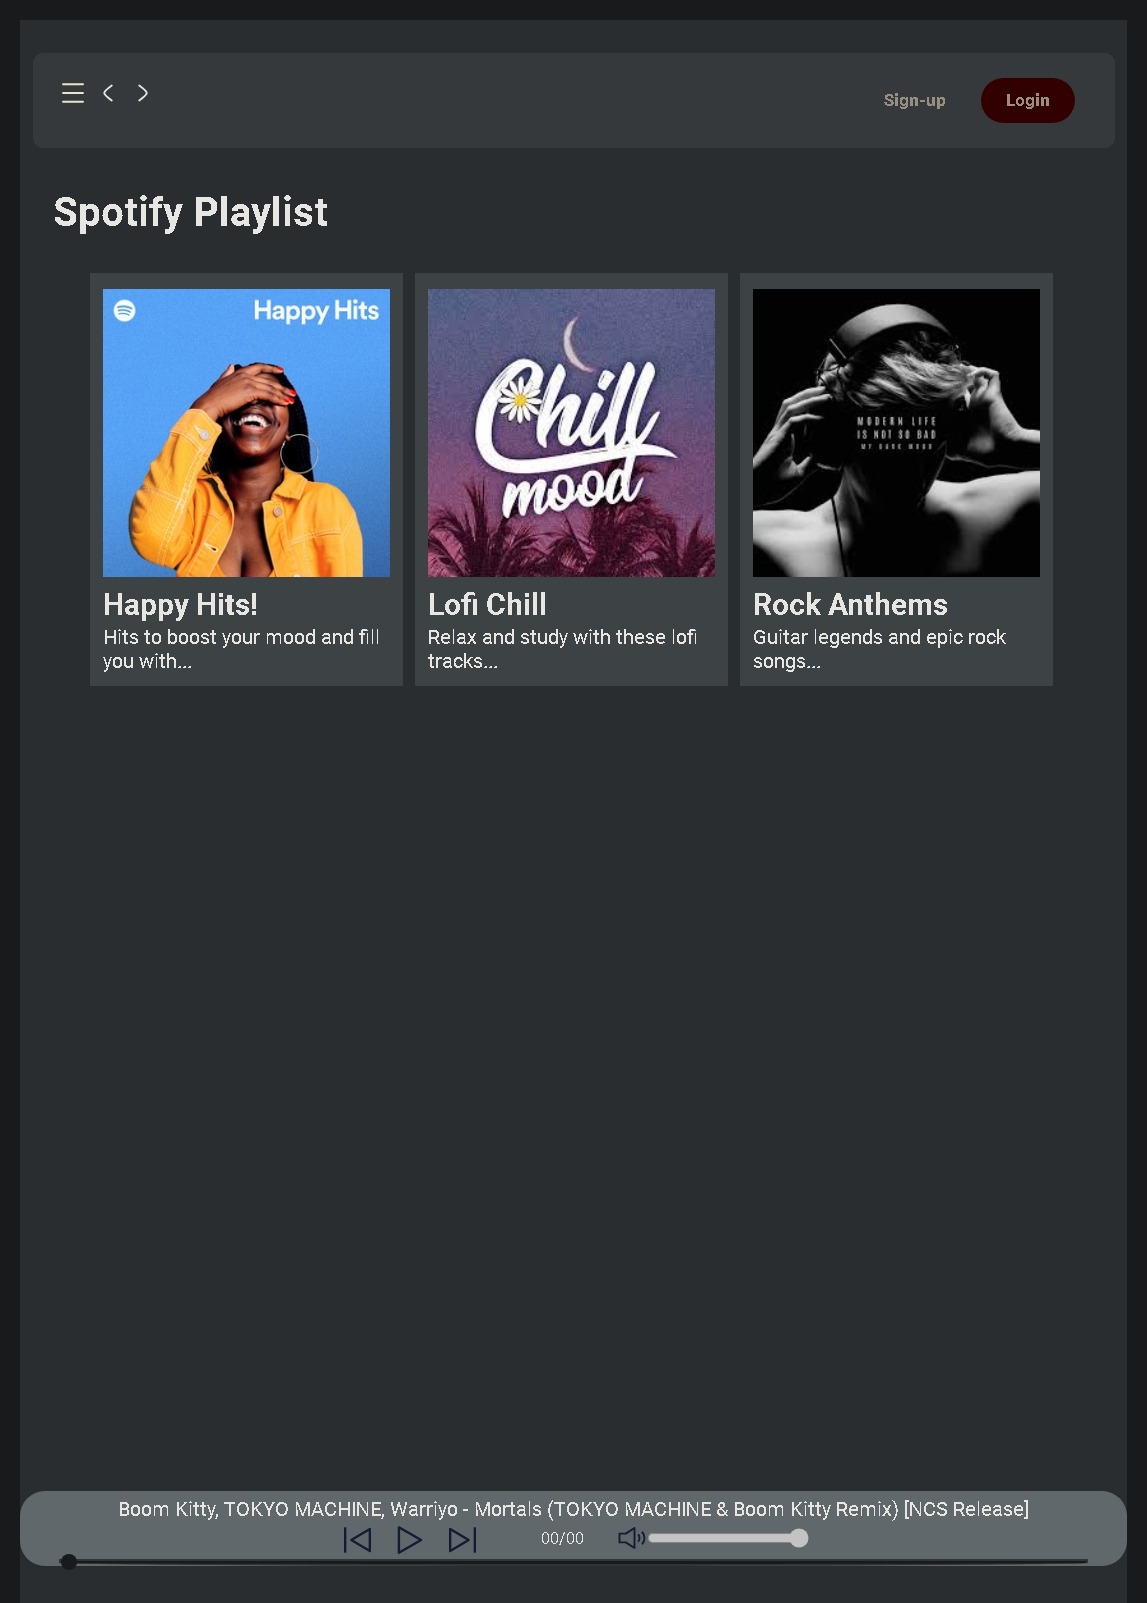 Sign-up
Login
Spotify Playlist
Happy Hits
Chill
mood
MODERN LIFE
IS NOT SO BAD
MY DARK MOOD
Happy Hits!
Hits to boost your mood and fill
you with...
Lofi Chill
Relax and study with these lofi
tracks...
Rock Anthems
Guitar legends and epic rock
songs...
Boom Kitty, TOKYO MACHINE, Warriyo - Mortals (TOKYO MACHINE & Boom Kitty Remix) [NCS Release]
00/00